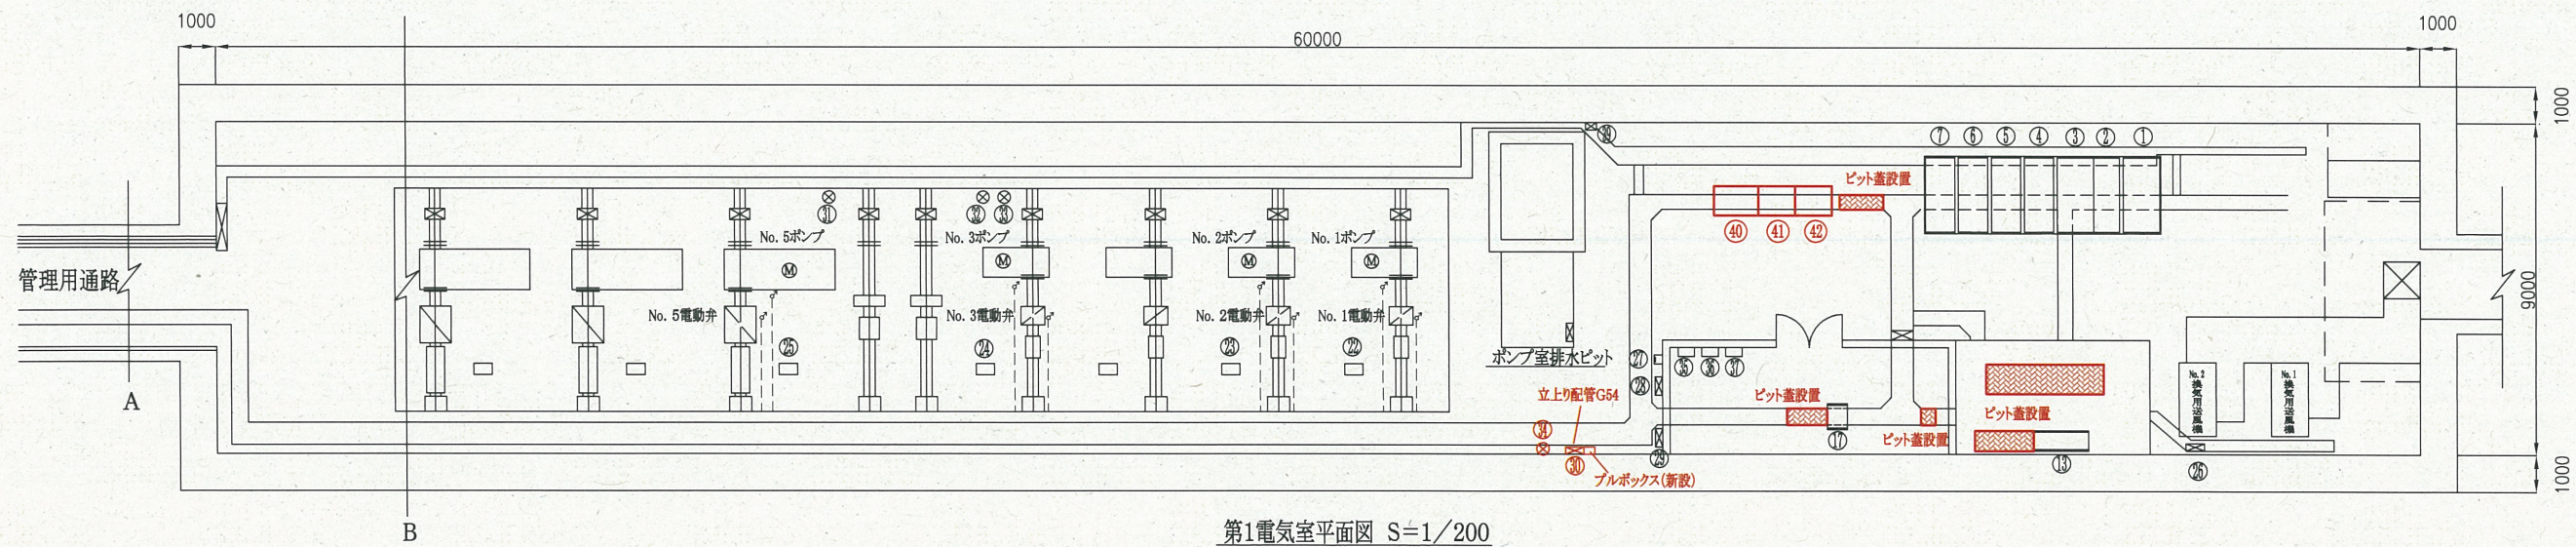 1000
60000
1000
1000
⑦ ⑥ ⑤ ④ ③ ② ①
㊴
ピット蓋設置
㉛
㉜ ㉝
㊵ ㊶ ㊷
No. 5ポンプ
No. 3ポンプ
No. 2ポンプ
No. 1ポンプ
M
M
M
M
管理用通路
9000
No. 5電動弁
No. 3電動弁
No. 2電動弁
No. 1電動弁
㉕
㉔
㉓
㉒
ポンプ室排水ピット
㉗
㉘
㉟ ㊱ ㊲
No. 2
換気用送風機
No. 1
換気用送風機
A
立上り配管G54
ピット蓋設置
ピット蓋設置
㉞
⑰
ピット蓋設置
㉚
㉙
⑬
㉖
プルボックス(新設)
1000
B
第1電気室平面図 S=1/200